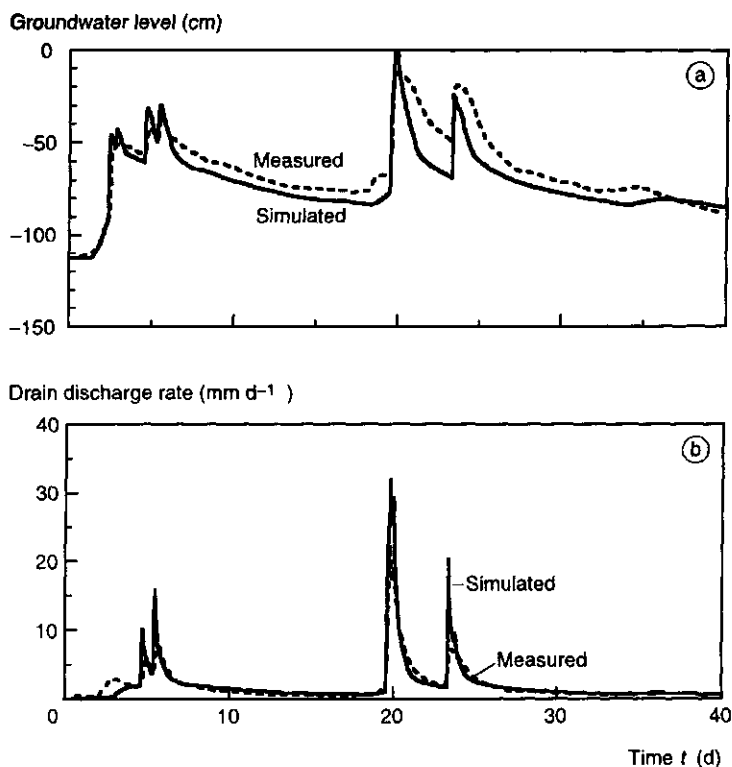 Groundwater level (cm)
0
a
−50
Measured
Simulated
−100
−150
Drain discharge rate (mm d⁻¹ )
40
b
30
20
Simulated
10
Measured
0 10 20 30 40
Time t (d)